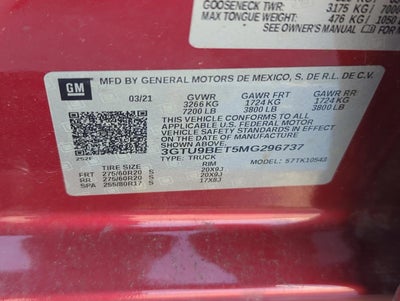 GOOSENECK TWR: 3175 KG/ 7000
MAX TONGUE WEIGHT: 476 KG/ 1050
SEE OWNER'S MANUAL
GM
MFD BY GENERAL MOTORS DE MEXICO, S. DE R.L. DE C.V.
03/21 GVWR GAWR FRT GAWR RR
3266 KG 1724 KG 1724 KG
7200 LB 3800 LB 3800 LB
THIS VEHICLE CONFORMS TO ALL APPLICABLE
U.S. FEDERAL MOTOR VEHICLE SAFETY
STANDARDS IN EFFECT ON THE DATE OF
MANUFACTURE SHOWN ABOVE.
3GTU9BET5MG296737
TYPE: TRUCK MODEL: 57TK10543
TIRE SIZE RIM
FRT 275/60R20 S 20X9J
RR 275/60R20 S 20X9J
SPA 255/80R17 S 17X8J